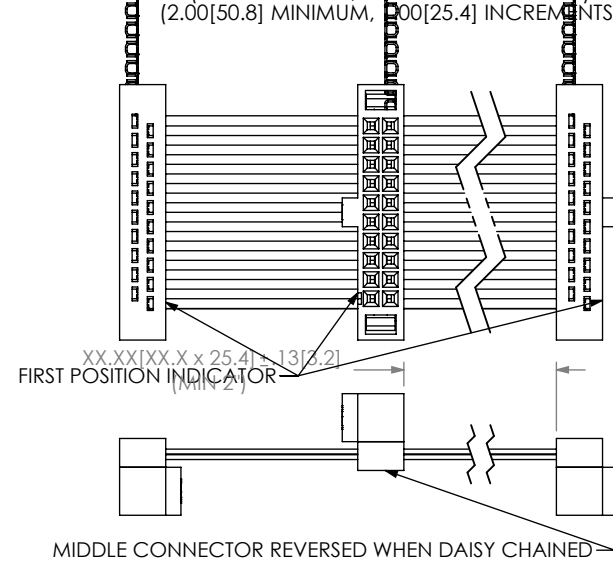 (2.00[50.8] MINIMUM, .00[25.4] INCREMENTS
XX.XX[XX.X x 25.4] ± .13[3.2]
(MIN 2")
FIRST POSITION INDICATOR
MIDDLE CONNECTOR REVERSED WHEN DAISY CHAINED